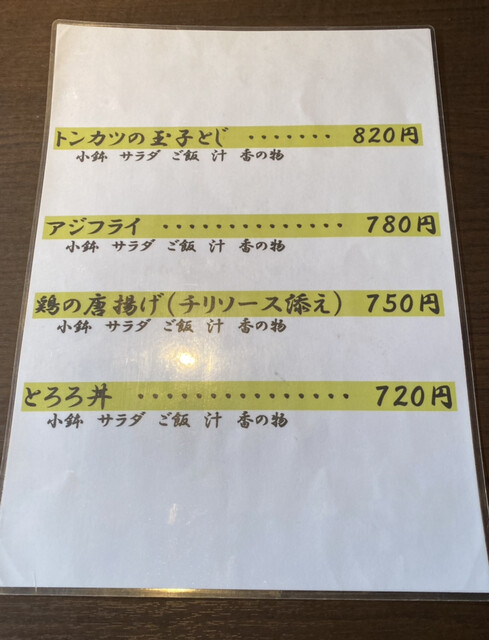 トンカツの玉子とじ ・・・・・・・ 820円
小鉢 サラダ ご飯 汁 香の物
アジフライ ・・・・・・・・・・・・・ 780円
小鉢 サラダ ご飯 汁 香の物
鶏の唐揚げ(チリソース添え) 750円
小鉢 サラダ ご飯 汁 香の物
とろろ丼 ・・・・・・・・・・・・・・・ 720円
小鉢 サラダ ご飯 汁 香の物